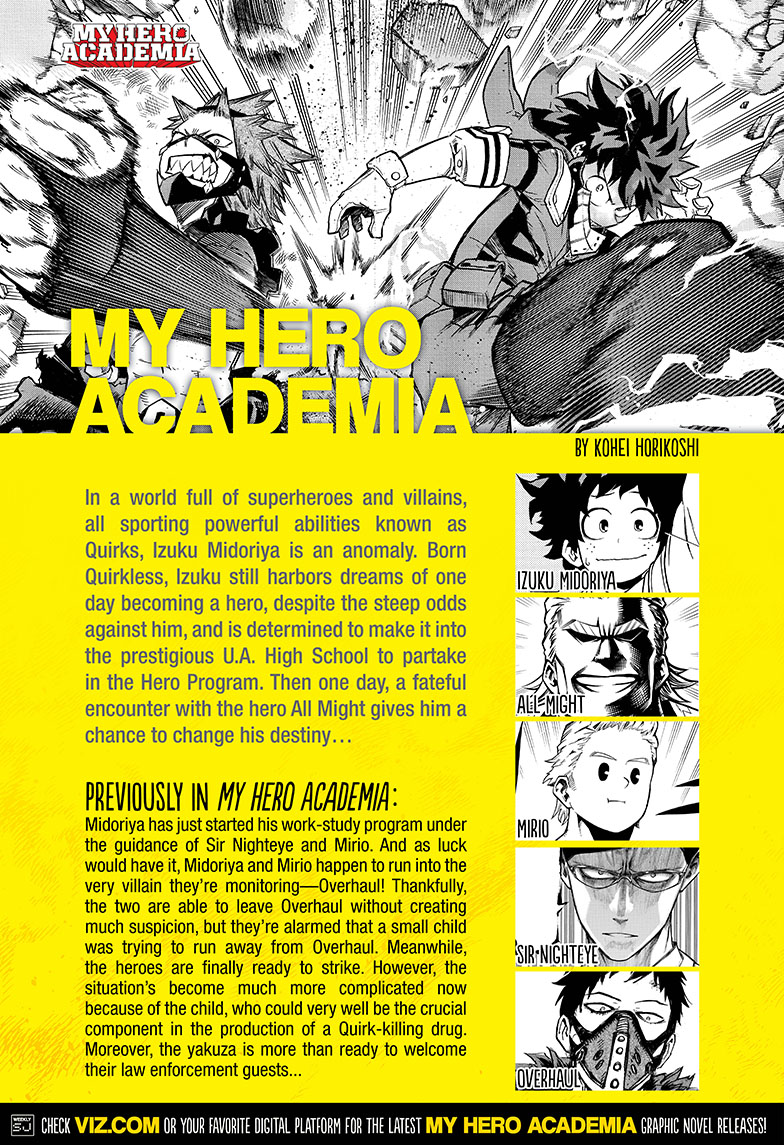 MY HERO
ACADEMIA
MY HERO
ACADEMIA
BY KOHEI HORIKOSHI
In a world full of superheroes and villains,
all sporting powerful abilities known as
Quirks, Izuku Midoriya is an anomaly. Born
Quirkless, Izuku still harbors dreams of one
day becoming a hero, despite the steep odds
against him, and is determined to make it into
the prestigious U.A. High School to partake
in the Hero Program. Then one day, a fateful
encounter with the hero All Might gives him a
chance to change his destiny…
PREVIOUSLY IN MY HERO ACADEMIA:
Midoriya has just started his work-study program under
the guidance of Sir Nighteye and Mirio. And as luck
would have it, Midoriya and Mirio happen to run into the
very villain they’re monitoring—Overhaul! Thankfully,
the two are able to leave Overhaul without creating
much suspicion, but they’re alarmed that a small child
was trying to run away from Overhaul. Meanwhile,
the heroes are finally ready to strike. However, the
situation’s become much more complicated now
because of the child, who could very well be the crucial
component in the production of a Quirk-killing drug.
Moreover, the yakuza is more than ready to welcome
their law enforcement guests...
IZUKU MIDORIYA
ALL MIGHT
MIRIO
SIR NIGHTEYE
OVERHAUL
WEEKLY
SJ
CHECK VIZ.COM OR YOUR FAVORITE DIGITAL PLATFORM FOR THE LATEST MY HERO ACADEMIA GRAPHIC NOVEL RELEASES!